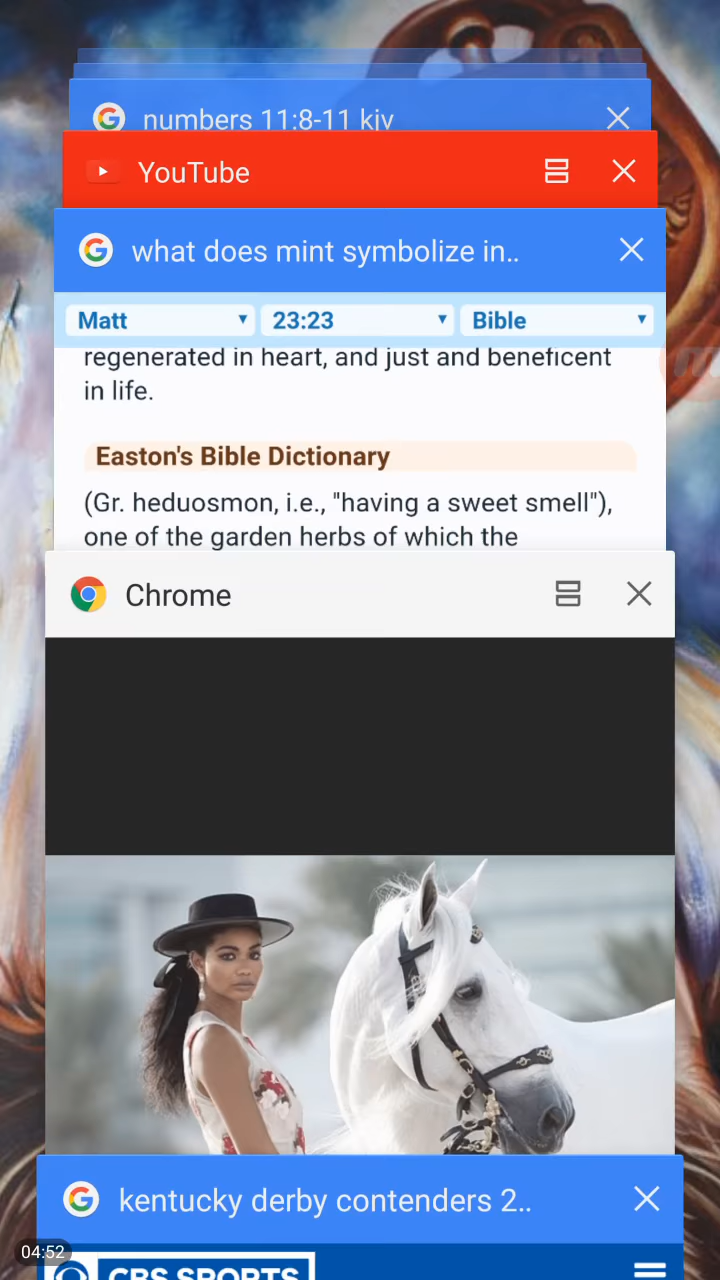 numbers 11:8-11 kjv
YouTube
what does mint symbolize in..
Matt 23:23 Bible
regenerated in heart, and just and beneficent
in life.
Easton's Bible Dictionary
(Gr. heduosmon, i.e., "having a sweet smell"),
one of the garden herbs of which the
Chrome
kentucky derby contenders 2..
04:52
CBS SPORTS